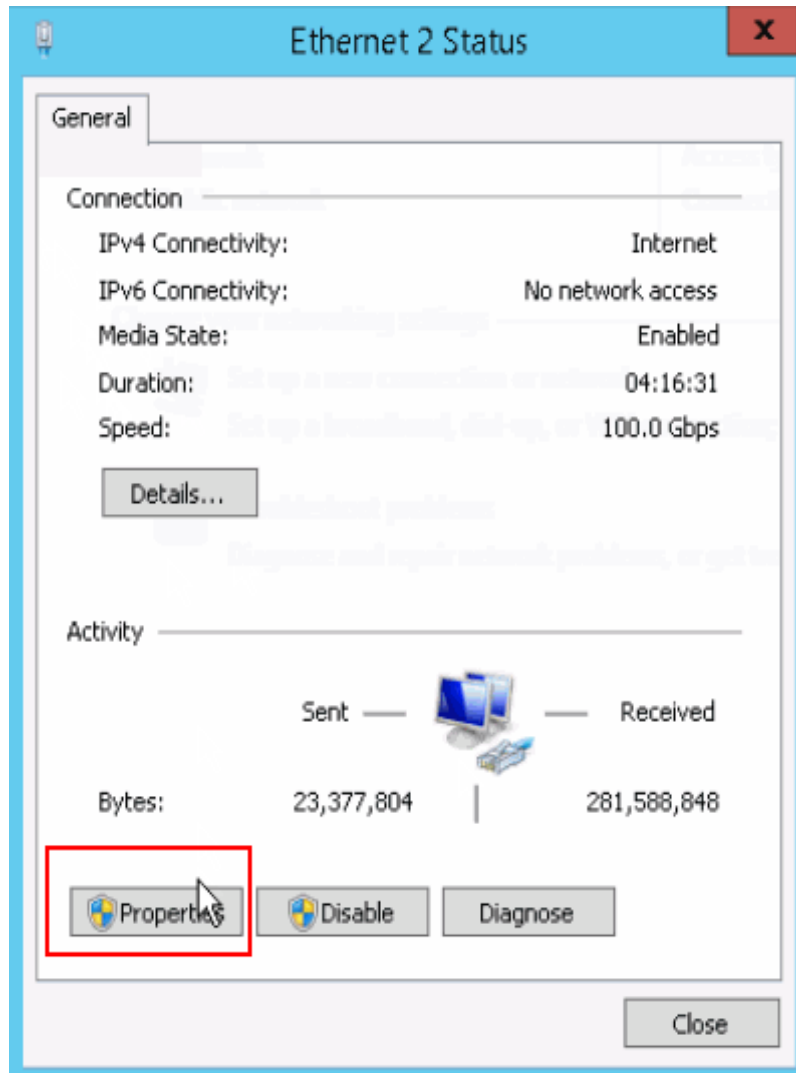 Ethernet 2 Status
x
General
Connection
IPv4 Connectivity: Internet
IPv6 Connectivity: No network access
Media State: Enabled
Duration: 04:16:31
Speed: 100.0 Gbps
Details...
Activity
Sent Received
Bytes: 23,377,804 281,588,848
Properties Disable Diagnose
Close